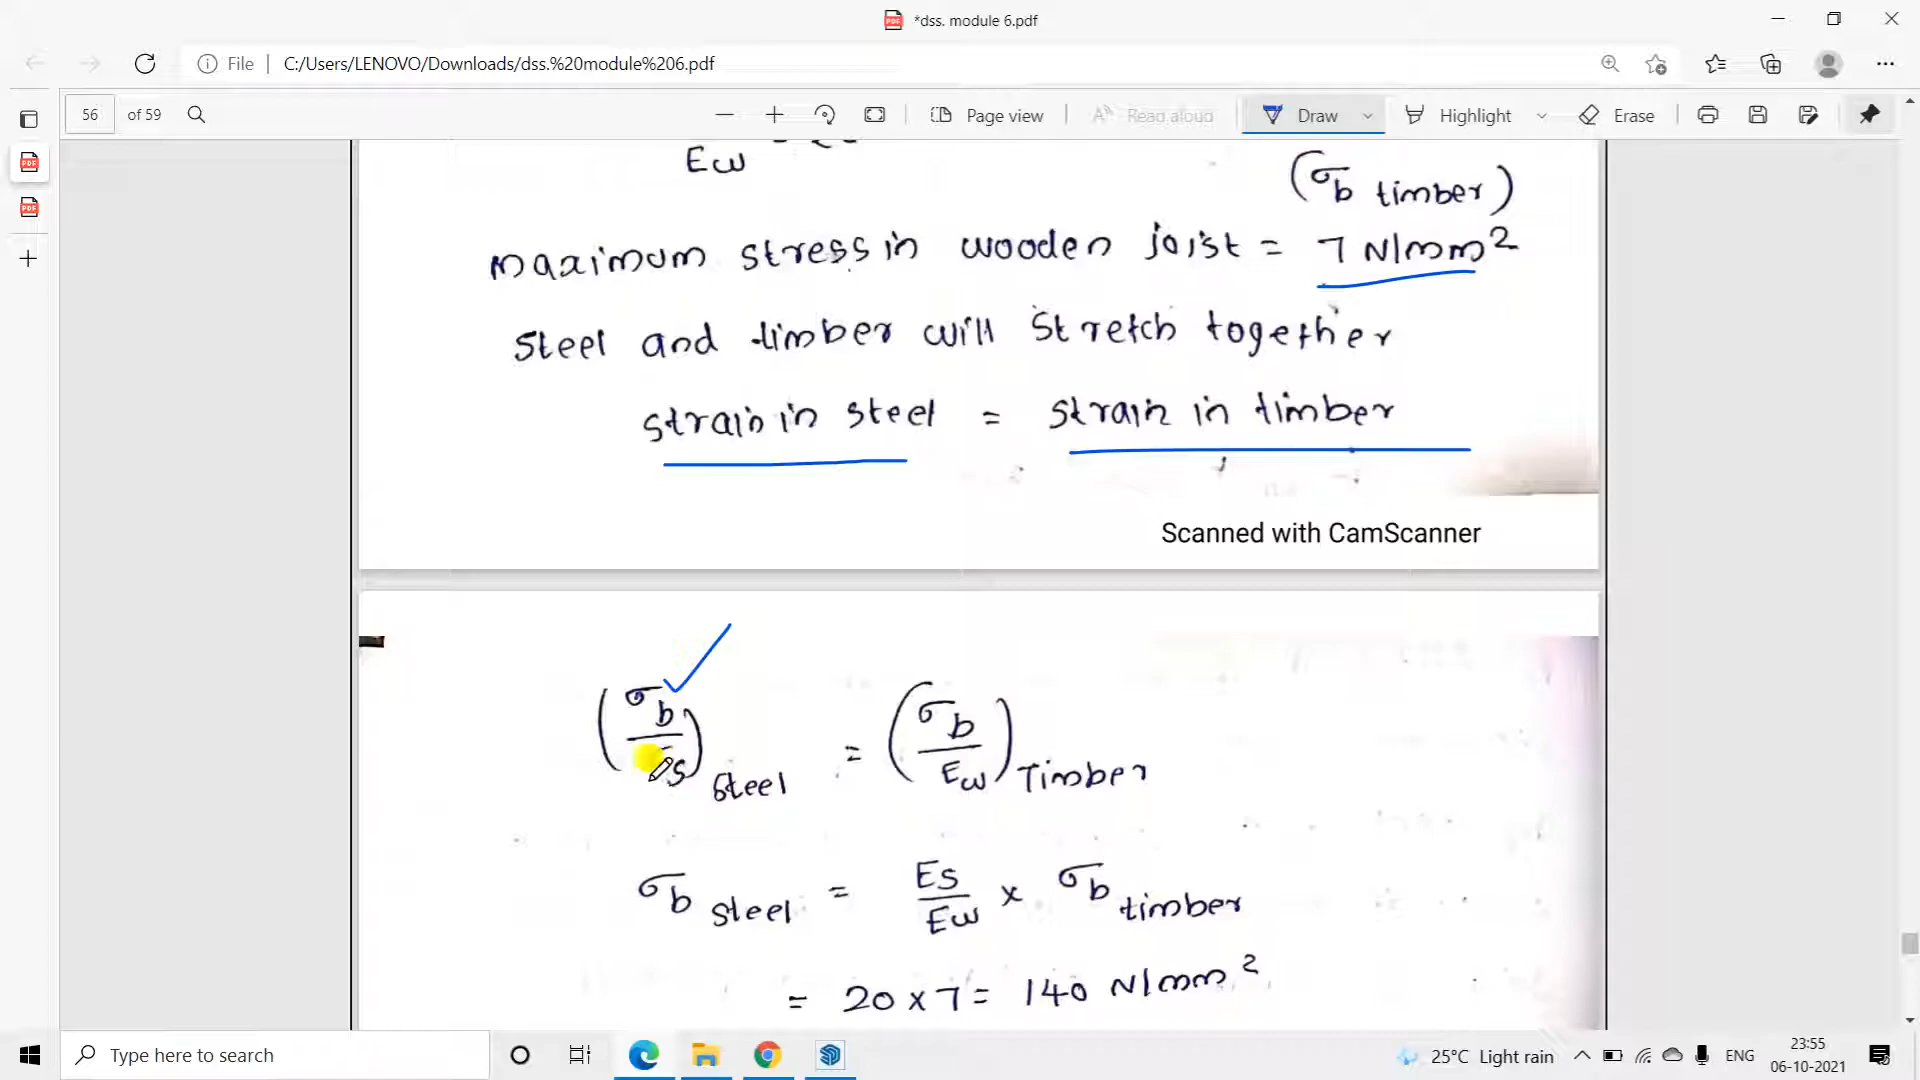 *dss. module 6.pdf
File | C:/Users/LENOVO/Downloads/dss.%20module%206.pdf
56 of 59 Page view Read aloud Draw Highlight Erase
Ew
(σb timber)
maximum stress in wooden joist = 7 N/mm²
Steel and timber will stretch together
strain in steel = strain in timber
Scanned with CamScanner
(σb/Es) Steel = (σb/Ew) Timber
σb Steel = Es/Ew x σb timber
= 20 x 7 = 140 N/mm²
Type here to search
25°C Light rain
ENG
23:55
06-10-2021